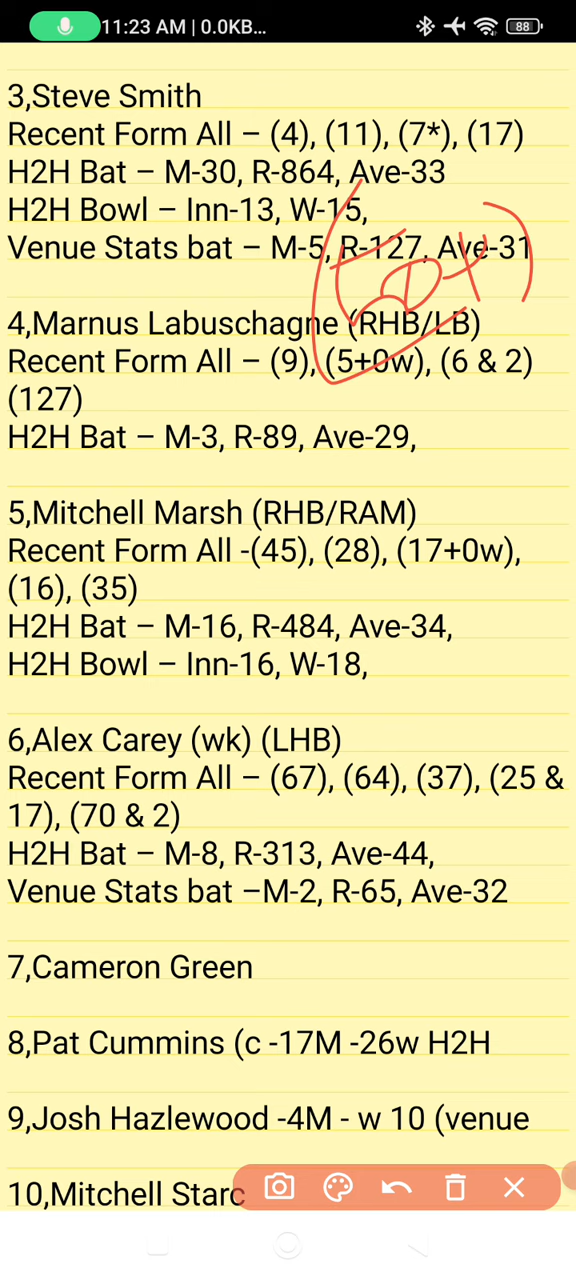 11:23 AM | 0.0KB...
88
3,Steve Smith
Recent Form All – (4), (11), (7*), (17)
H2H Bat – M-30, R-864, Ave-33
H2H Bowl – Inn-13, W-15,
Venue Stats bat – M-5, R-127, Ave-31
4,Marnus Labuschagne (RHB/LB)
Recent Form All – (9), (5+0w), (6 & 2)
(127)
H2H Bat – M-3, R-89, Ave-29,
5,Mitchell Marsh (RHB/RAM)
Recent Form All -(45), (28), (17+0w),
(16), (35)
H2H Bat – M-16, R-484, Ave-34,
H2H Bowl – Inn-16, W-18,
6,Alex Carey (wk) (LHB)
Recent Form All – (67), (64), (37), (25 &
17), (70 & 2)
H2H Bat – M-8, R-313, Ave-44,
Venue Stats bat –M-2, R-65, Ave-32
7,Cameron Green
8,Pat Cummins (c -17M -26w H2H
9,Josh Hazlewood -4M - w 10 (venue
10,Mitchell Starc